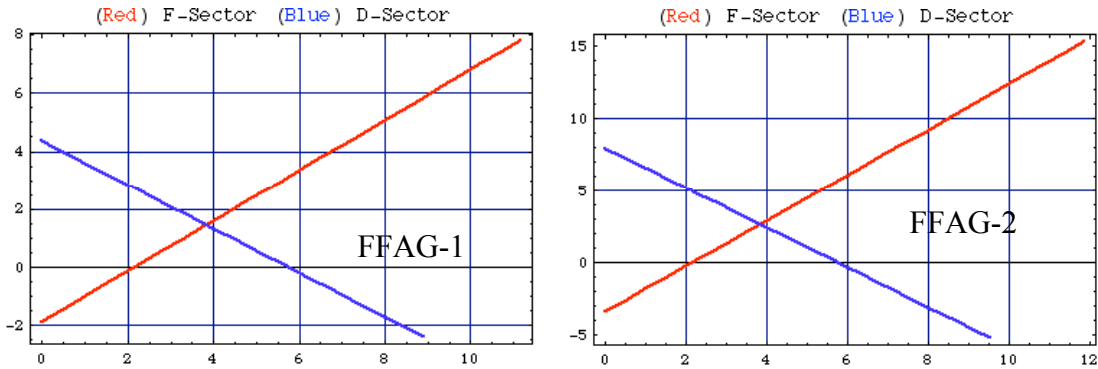 (Red) F-Sector (Blue) D-Sector
8
6
4
2
0
-2
0 2 4 6 8 10
FFAG-1
(Red) F-Sector (Blue) D-Sector
15
10
5
0
-5
0 2 4 6 8 10 12
FFAG-2